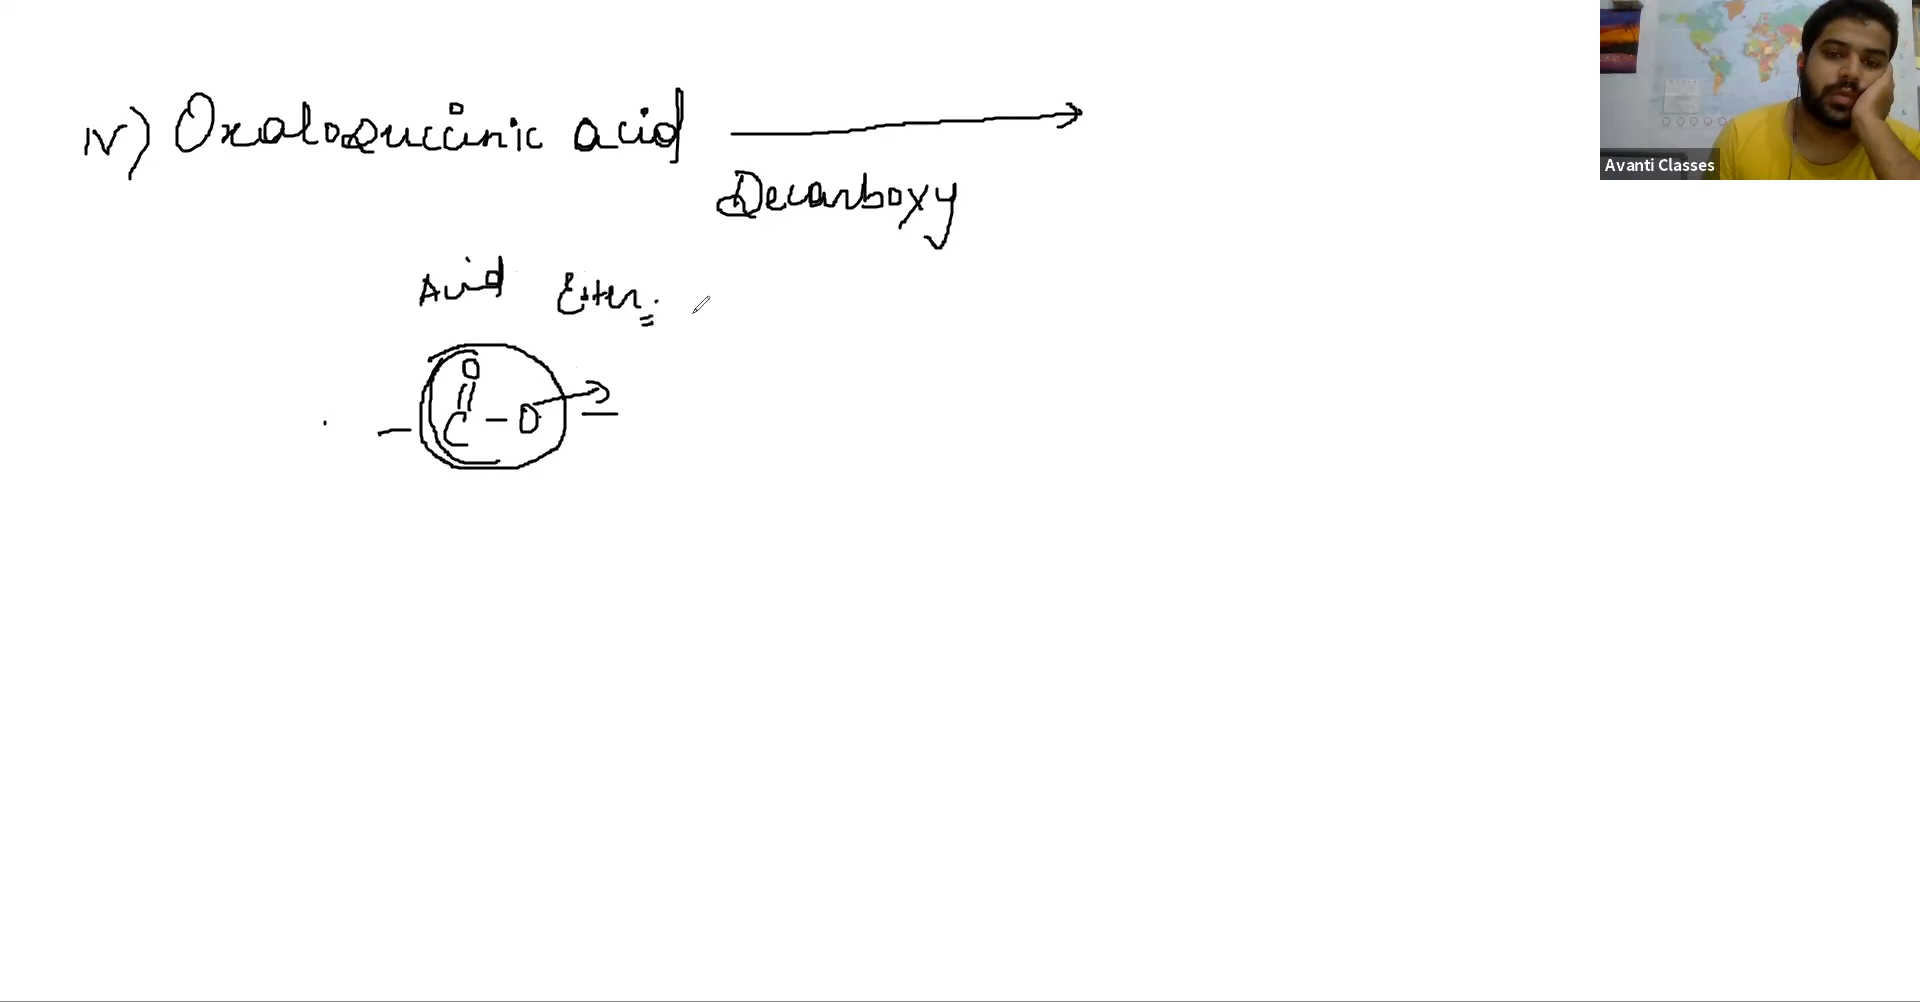 IV) Oxalosuccinic acid
Decarboxy
Acid Ester.
O
- C - O -
Avanti Classes